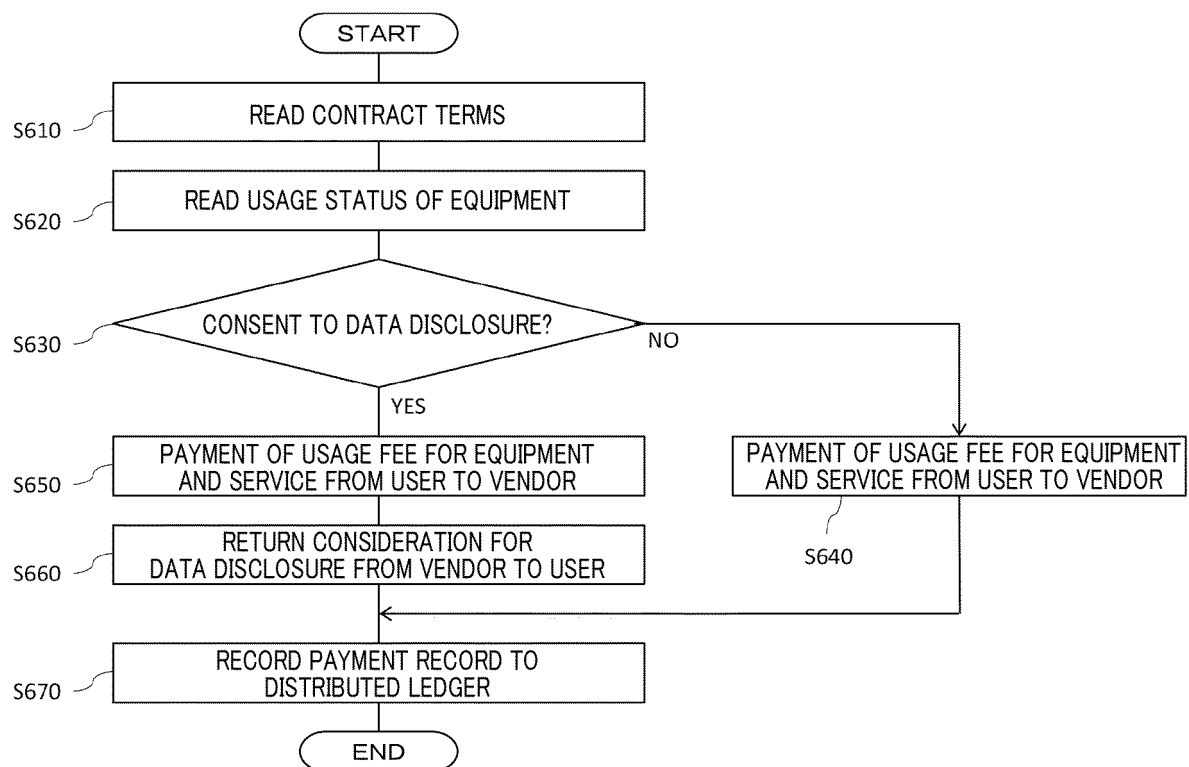 START
READ CONTRACT TERMS
S610
READ USAGE STATUS OF EQUIPMENT
S620
CONSENT TO DATA DISCLOSURE?
S630
NO
YES
PAYMENT OF USAGE FEE FOR EQUIPMENT
AND SERVICE FROM USER TO VENDOR
S650
PAYMENT OF USAGE FEE FOR EQUIPMENT
AND SERVICE FROM USER TO VENDOR
S640
RETURN CONSIDERATION FOR
DATA DISCLOSURE FROM VENDOR TO USER
S660
RECORD PAYMENT RECORD TO
DISTRIBUTED LEDGER
S670
END